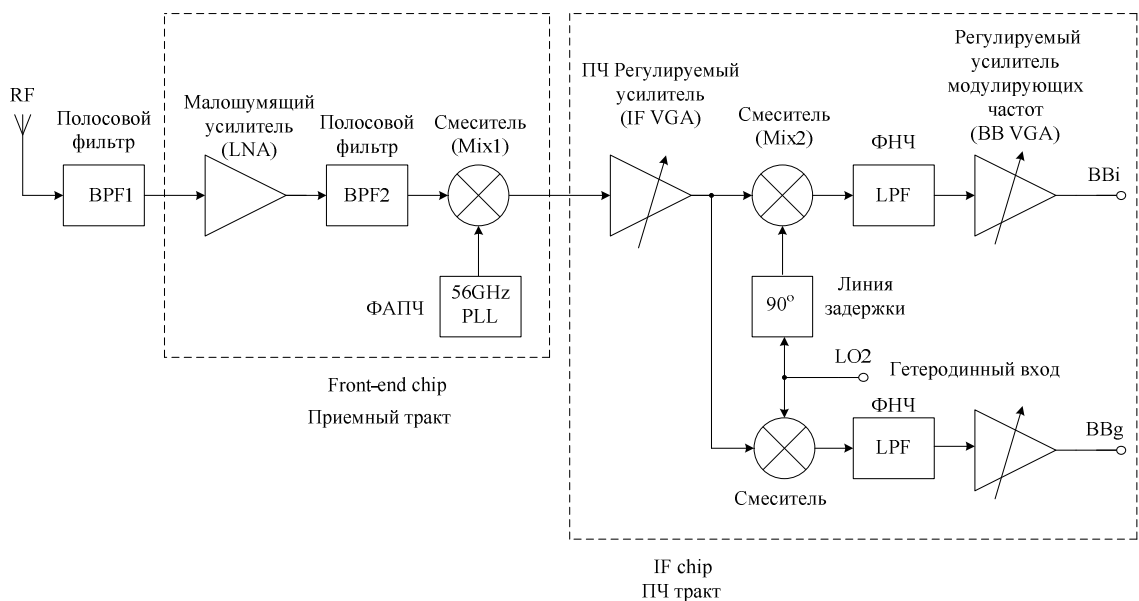 RF
Полосовой
фильтр
BPF1
Малошумящий
усилитель
(LNA)
Полосовой
фильтр
BPF2
Смеситель
(Mix1)
ФАПЧ
56GHz
PLL
Front-end chip
Приемный тракт
ПЧ Регулируемый
усилитель
(IF VGA)
Смеситель
(Mix2)
ФНЧ
LPF
Регулируемый
усилитель
модулирующих
частот
(BB VGA)
BBi
90°
Линия
задержки
LO2
Гетеродинный вход
Смеситель
ФНЧ
LPF
BBg
IF chip
ПЧ тракт